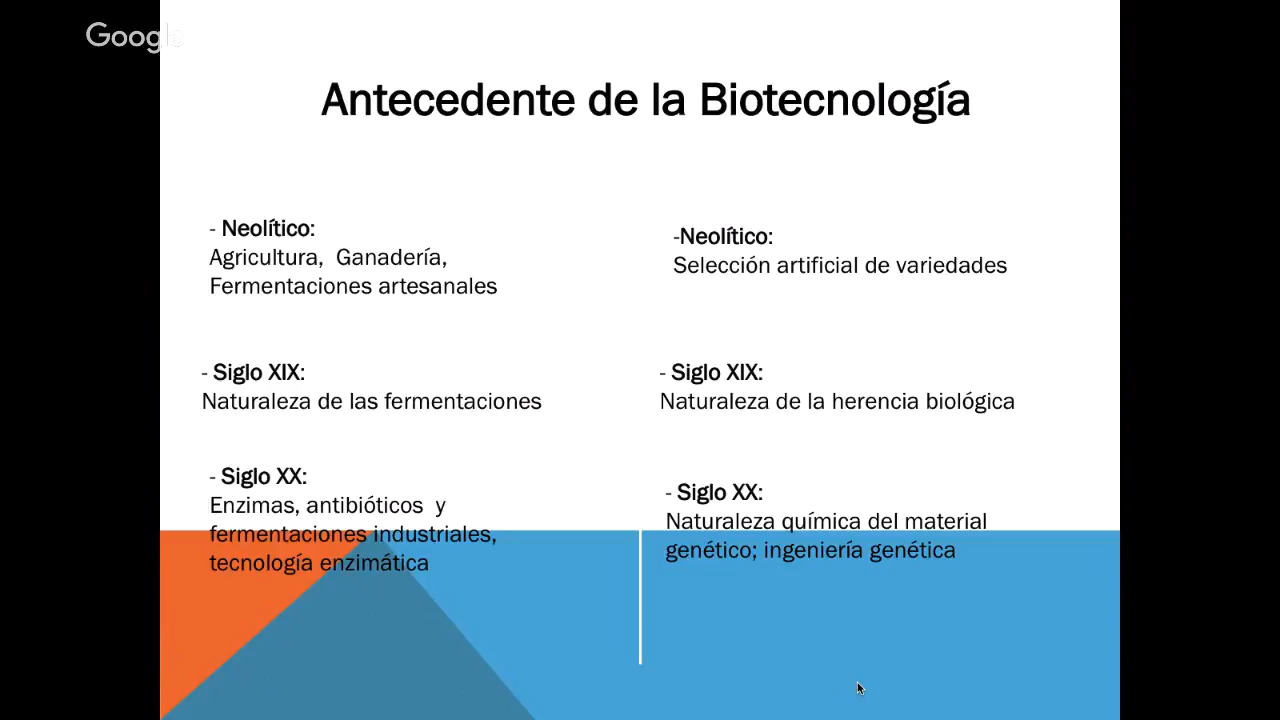 Google
Antecedente de la Biotecnología
- Neolítico:
Agricultura, Ganadería,
Fermentaciones artesanales
- Siglo XIX:
Naturaleza de las fermentaciones
- Siglo XX:
Enzimas, antibióticos y
fermentaciones industriales,
tecnología enzimática
-Neolítico:
Selección artificial de variedades
- Siglo XIX:
Naturaleza de la herencia biológica
- Siglo XX:
Naturaleza química del material
genético; ingeniería genética